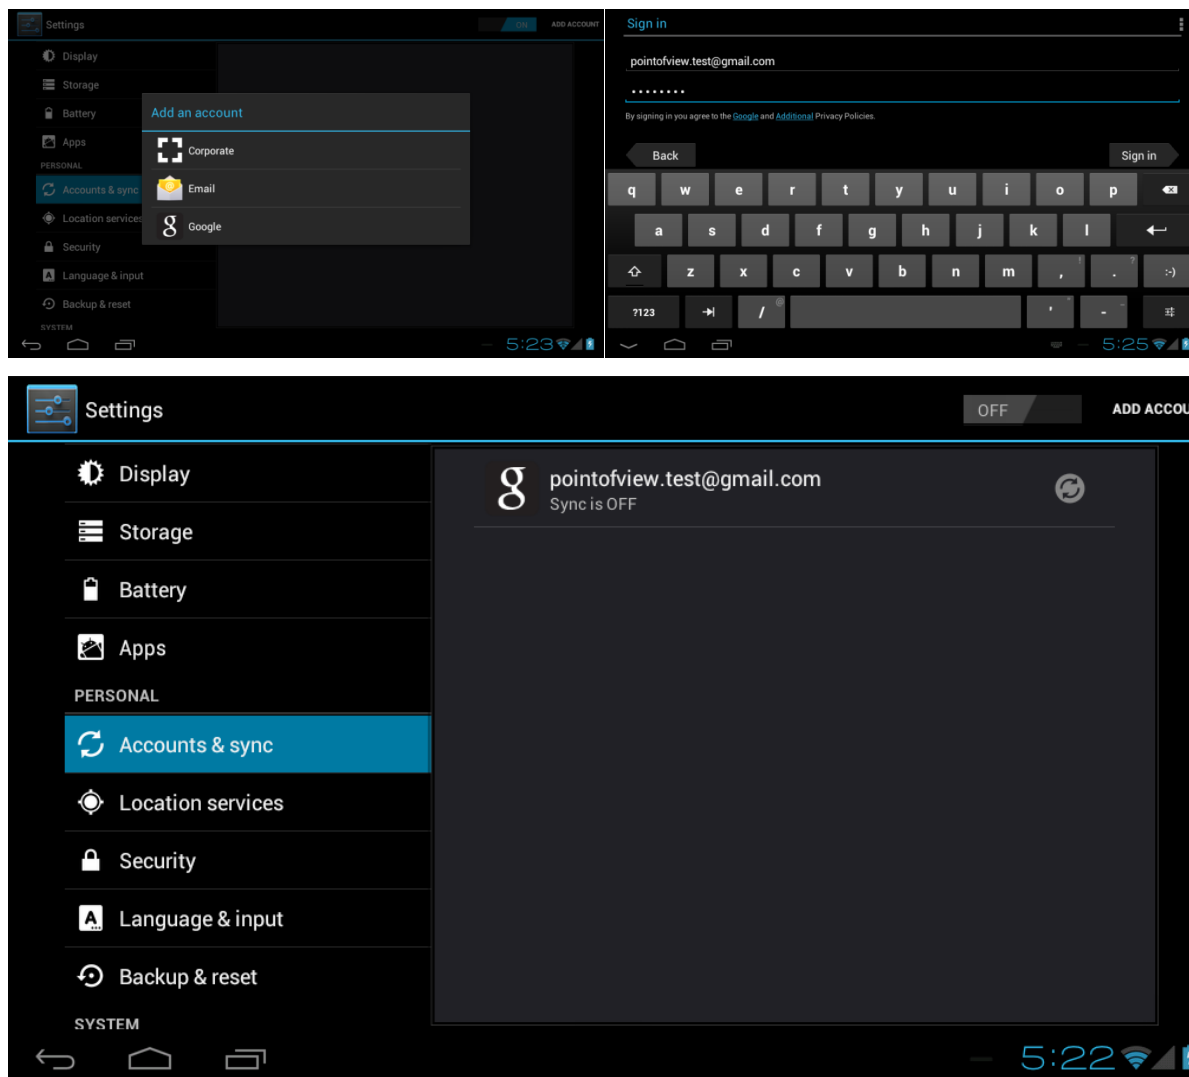 Settings
ON
ADD ACCOUNT
Display
Storage
Battery
Apps
PERSONAL
Accounts & sync
Location services
Security
Language & input
Backup & reset
SYSTEM
Add an account
Corporate
Email
g Google
5:23
Sign in
pointofview.test@gmail.com
By signing in you agree to the Google and Additional Privacy Policies.
Back
Sign in
q w e r t y u i o p
a s d f g h j k l
z x c v b n m , ! . ? :-)
?123 / @ ' " - _
5:25
Settings
OFF
ADD ACCOU
Display
Storage
Battery
Apps
PERSONAL
Accounts & sync
Location services
Security
Language & input
Backup & reset
SYSTEM
g pointofview.test@gmail.com
Sync is OFF
5:22